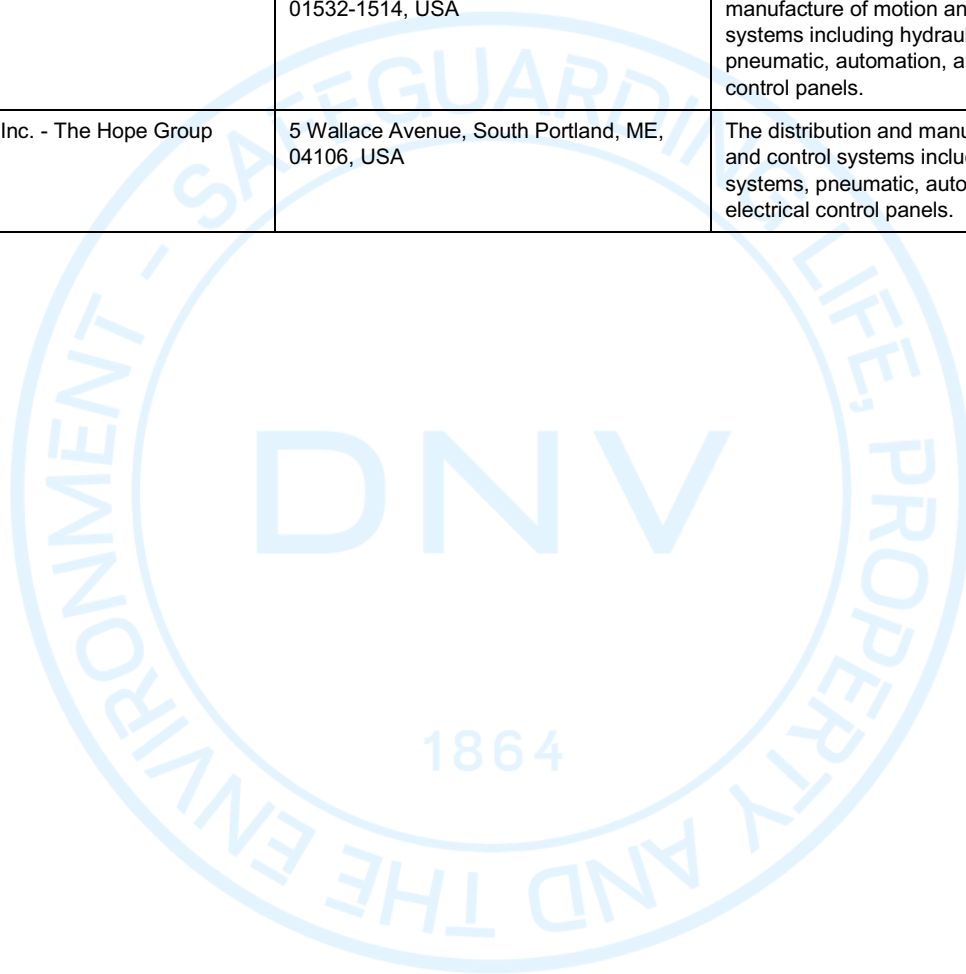 01532-1514, USA
manufacture of motion an
systems including hydraul
pneumatic, automation, a
control panels.
Inc. - The Hope Group
5 Wallace Avenue, South Portland, ME,
04106, USA
The distribution and manu
and control systems inclu
systems, pneumatic, auto
electrical control panels.
SAFEGUARDING LIFE, PROPERTY AND THE ENVIRONMENT -
DNV
1864